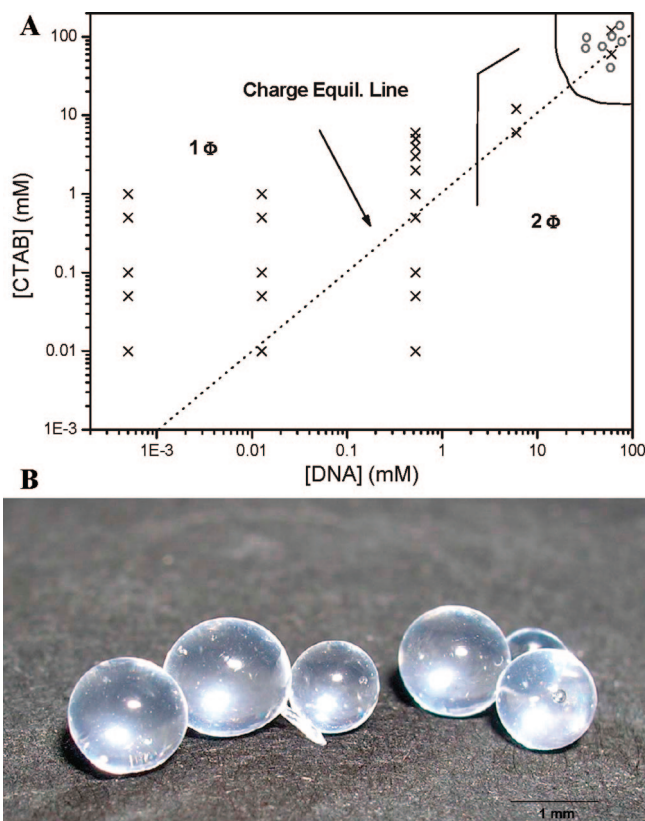 A
100
10
1
0.1
0.01
1E-3
[CTAB] (mM)
Charge Equil. Line
1 Φ
2 Φ
1E-3
0.01
0.1
1
10
100
[DNA] (mM)
B
1 mm